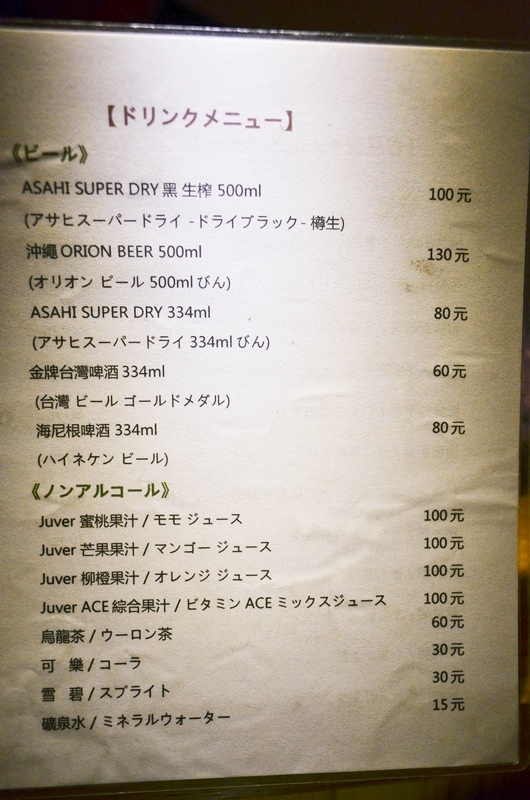 【ドリンクメニュー】
《ビール》
ASAHI SUPER DRY 黑 生榨 500ml 100元
(アサヒスーパードライ -ドライブラック- 樽生)
沖繩 ORION BEER 500ml 130元
(オリオン ビール 500ml びん)
ASAHI SUPER DRY 334ml 80元
(アサヒスーパードライ 334ml びん)
金牌台灣啤酒 334ml 60元
(台灣 ビール ゴールドメダル)
海尼根啤酒 334ml 80元
(ハイネケン ビール)
《ノンアルコール》
Juver 蜜桃果汁 / モモ ジュース 100元
Juver 芒果果汁 / マンゴー ジュース 100元
Juver 柳橙果汁 / オレンジ ジュース 100元
Juver ACE 綜合果汁 / ビタミン ACE ミックスジュース 100元
烏龍茶 / ウーロン茶 60元
可 樂 / コーラ 30元
雪 碧 / スプライト 30元
礦泉水 / ミネラルウォーター 15元